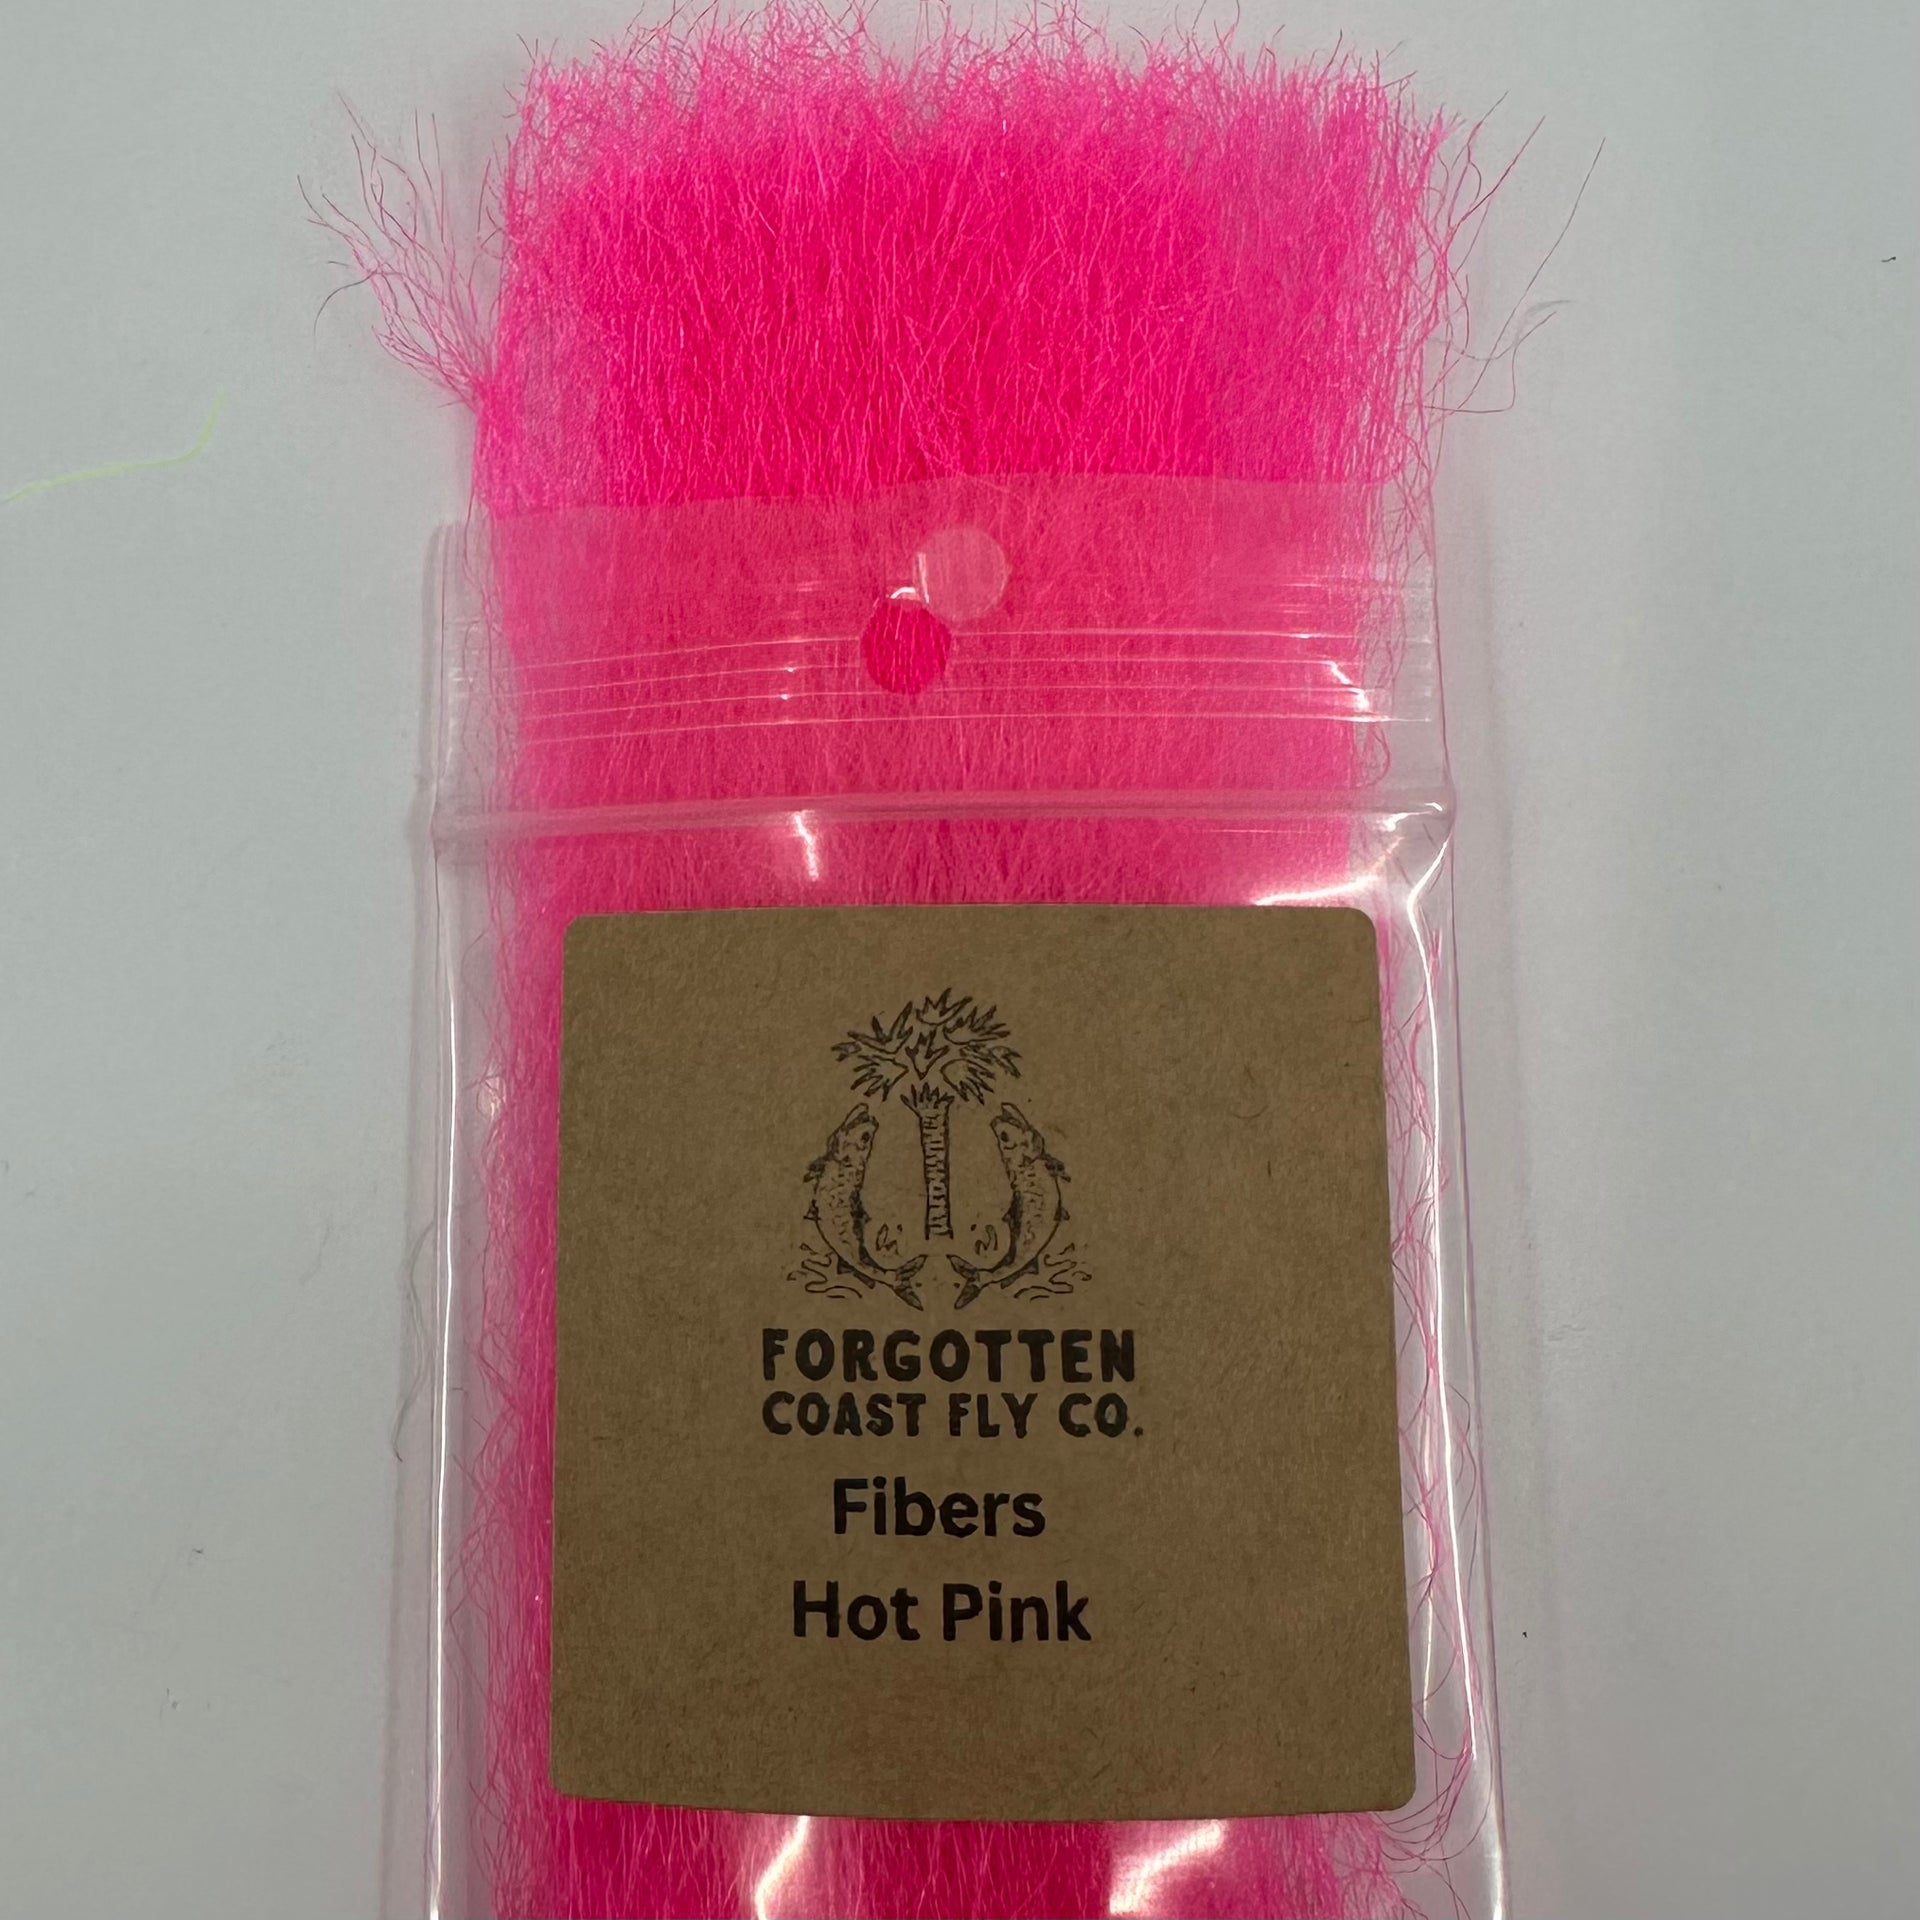 FORGOTTEN
COAST FLY CO.
Fibers
Hot Pink